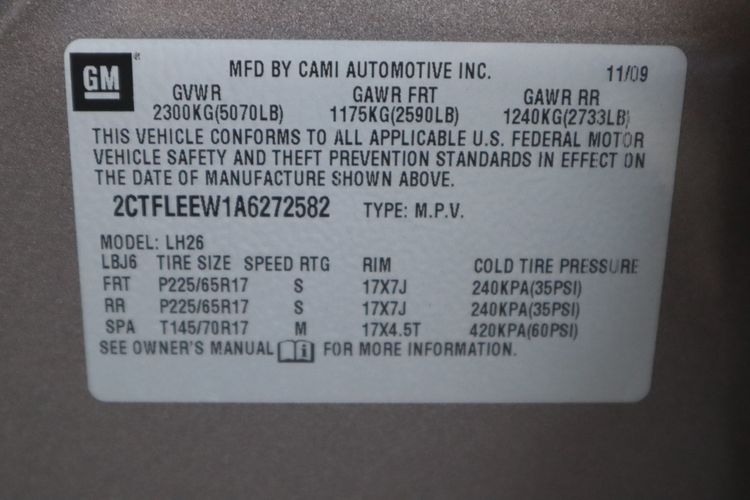 GM
MFD BY CAMI AUTOMOTIVE INC. 11/09
GVWR GAWR FRT GAWR RR
2300KG(5070LB) 1175KG(2590LB) 1240KG(2733LB)
THIS VEHICLE CONFORMS TO ALL APPLICABLE U.S. FEDERAL MOTOR
VEHICLE SAFETY AND THEFT PREVENTION STANDARDS IN EFFECT ON
THE DATE OF MANUFACTURE SHOWN ABOVE.
2CTFLEEW1A6272582 TYPE: M.P.V.
MODEL: LH26
LBJ6 TIRE SIZE SPEED RTG RIM COLD TIRE PRESSURE
FRT P225/65R17 S 17X7J 240KPA(35PSI)
RR P225/65R17 S 17X7J 240KPA(35PSI)
SPA T145/70R17 M 17X4.5T 420KPA(60PSI)
SEE OWNER'S MANUAL i FOR MORE INFORMATION.